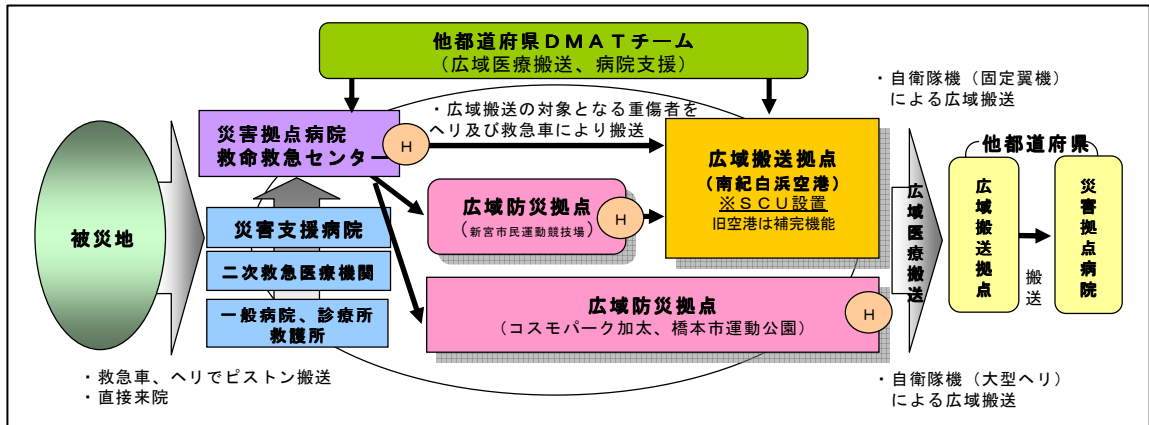 他都道府県ＤＭＡＴチーム
（広域医療搬送、病院支援）
・自衛隊機（固定翼機）
による広域搬送
・広域搬送の対象となる重傷者を
ヘリ及び救急車により搬送
災害拠点病院
救命救急センター
Ｈ
広域搬送拠点
（南紀白浜空港）
※ＳＣＵ設置
旧空港は補完機能
他都道府県
広域搬送拠点
搬送
災害拠点病院
広域医療搬送
広域防災拠点
（新宮市民運動競技場）
Ｈ
被災地
災害支援病院
二次救急医療機関
一般病院、診療所
救護所
広域防災拠点
（コスモパーク加太、橋本市運動公園）
Ｈ
・救急車、ヘリでピストン搬送
・直接来院
・自衛隊機（大型ヘリ）
による広域搬送